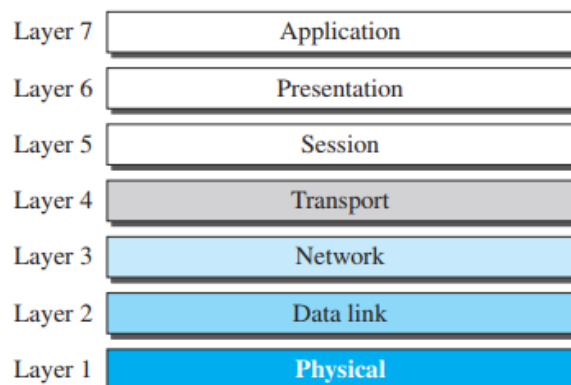 Layer 7 Application
Layer 6 Presentation
Layer 5 Session
Layer 4 Transport
Layer 3 Network
Layer 2 Data link
Layer 1 Physical